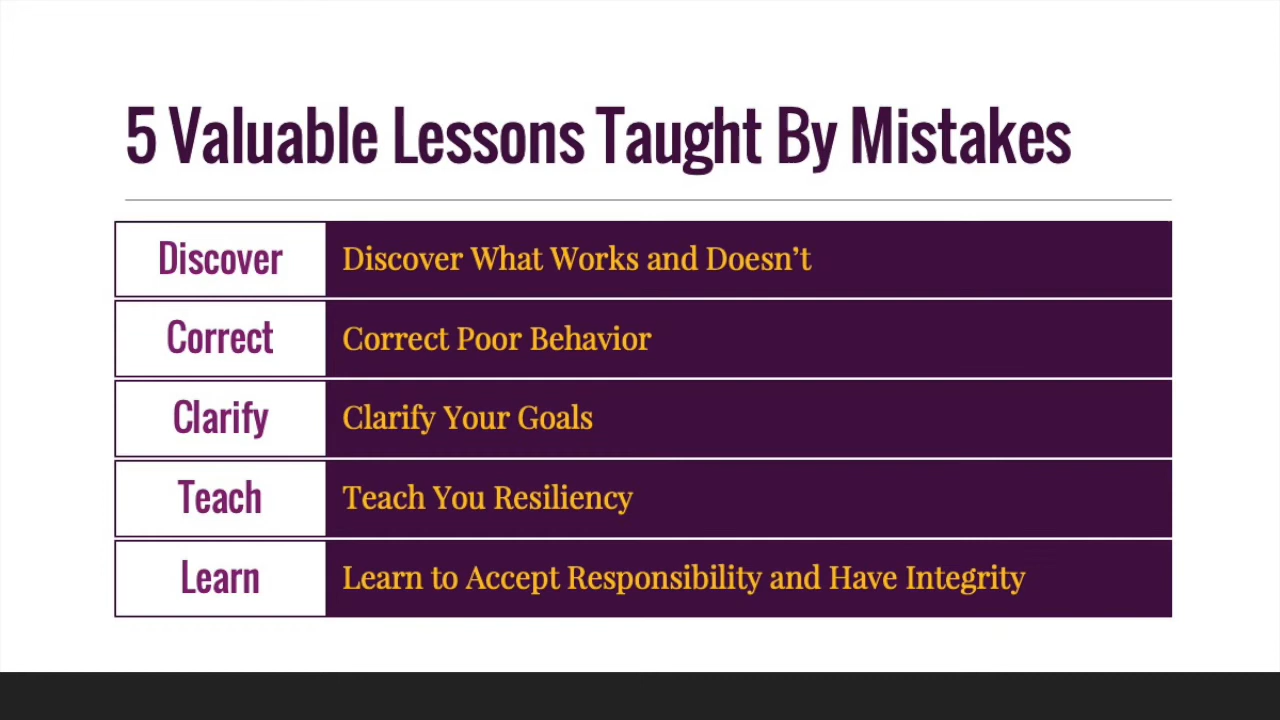 5 Valuable Lessons Taught By Mistakes
Discover
Discover What Works and Doesn’t
Correct
Correct Poor Behavior
Clarify
Clarify Your Goals
Teach
Teach You Resiliency
Learn
Learn to Accept Responsibility and Have Integrity